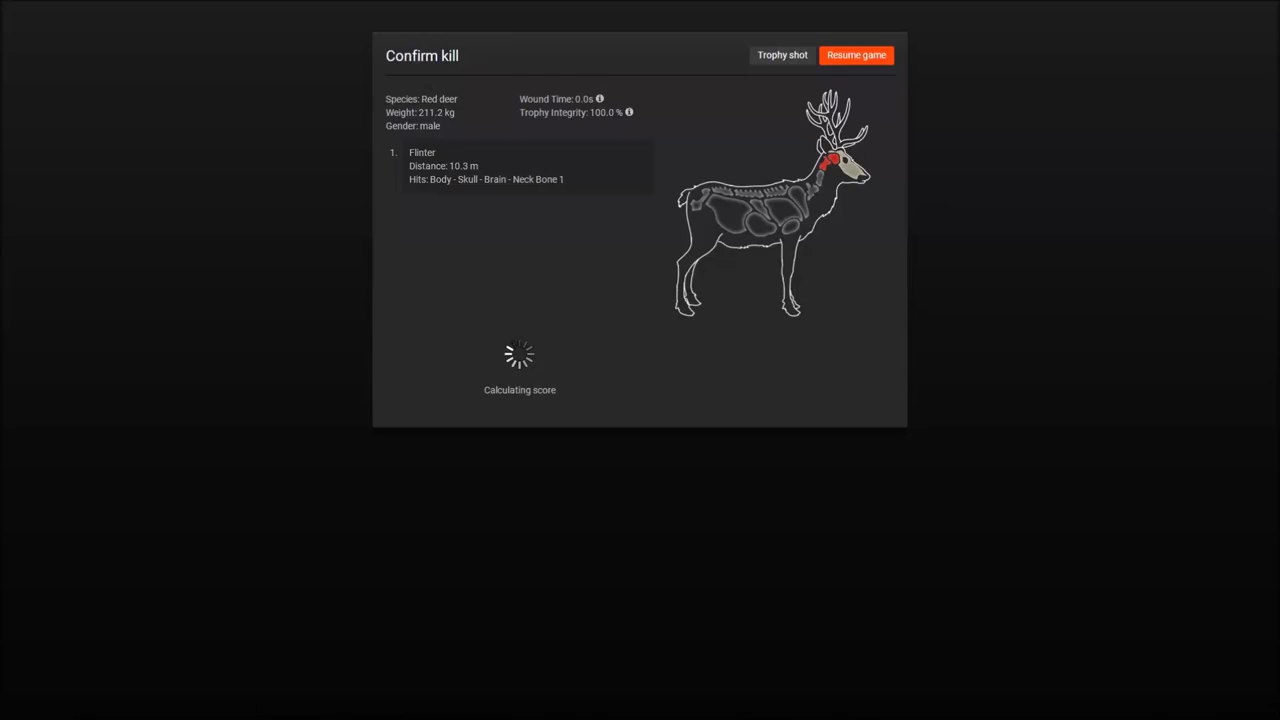 Confirm kill
Trophy shot
Resume game
Species: Red deer
Weight: 211.2 kg
Gender: male
Wound Time: 0.0s
Trophy Integrity: 100.0 %
1. Flinter
Distance: 10.3 m
Hits: Body - Skull - Brain - Neck Bone 1
Calculating score